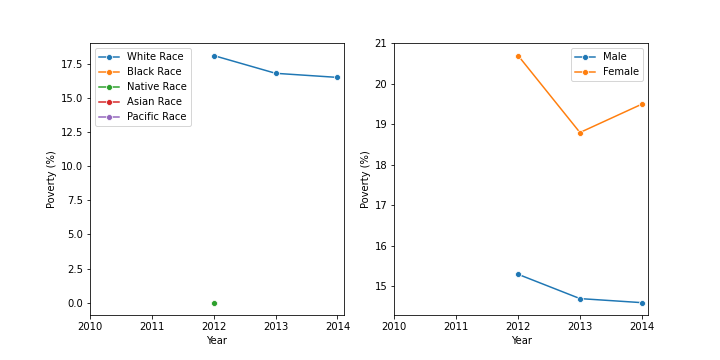 White Race
Black Race
Native Race
Asian Race
Pacific Race
17.5
15.0
12.5
10.0
7.5
5.0
2.5
0.0
Poverty (%)
2010 2011 2012 2013 2014
Year
Male
Female
21
20
19
18
17
16
15
Poverty (%)
2010 2011 2012 2013 2014
Year